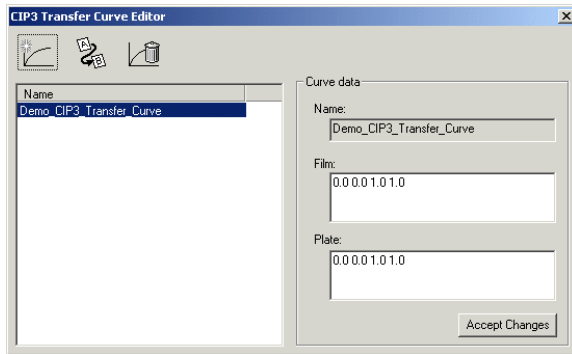 CIP3 Transfer Curve Editor
A
B
Name
Demo_CIP3_Transfer_Curve
Curve data
Name:
Demo_CIP3_Transfer_Curve
Film:
0.0 0.0 1.0 1.0
Plate:
0.0 0.0 1.0 1.0
Accept Changes